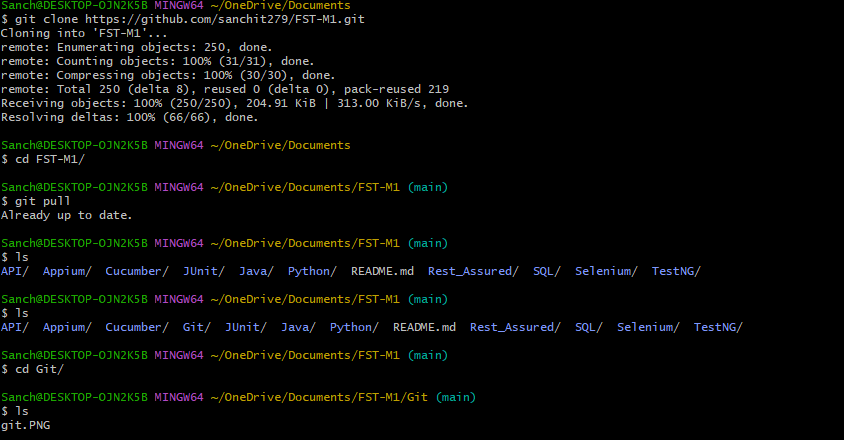 Sanch@DESKTOP-OJN2K5B MINGW64 ~/OneDrive/Documents
$ git clone https://github.com/sanchit279/FST-M1.git
Cloning into 'FST-M1'...
remote: Enumerating objects: 250, done.
remote: Counting objects: 100% (31/31), done.
remote: Compressing objects: 100% (30/30), done.
remote: Total 250 (delta 8), reused 0 (delta 0), pack-reused 219
Receiving objects: 100% (250/250), 204.91 KiB | 313.00 KiB/s, done.
Resolving deltas: 100% (66/66), done.
Sanch@DESKTOP-OJN2K5B MINGW64 ~/OneDrive/Documents
$ cd FST-M1/
Sanch@DESKTOP-OJN2K5B MINGW64 ~/OneDrive/Documents/FST-M1 (main)
$ git pull
Already up to date.
Sanch@DESKTOP-OJN2K5B MINGW64 ~/OneDrive/Documents/FST-M1 (main)
$ ls
API/  Appium/  Cucumber/  JUnit/  Java/  Python/  README.md  Rest_Assured/  SQL/  Selenium/  TestNG/
Sanch@DESKTOP-OJN2K5B MINGW64 ~/OneDrive/Documents/FST-M1 (main)
$ ls
API/  Appium/  Cucumber/  Git/  JUnit/  Java/  Python/  README.md  Rest_Assured/  SQL/  Selenium/  TestNG/
Sanch@DESKTOP-OJN2K5B MINGW64 ~/OneDrive/Documents/FST-M1 (main)
$ cd Git/
Sanch@DESKTOP-OJN2K5B MINGW64 ~/OneDrive/Documents/FST-M1/Git (main)
$ ls
git.PNG